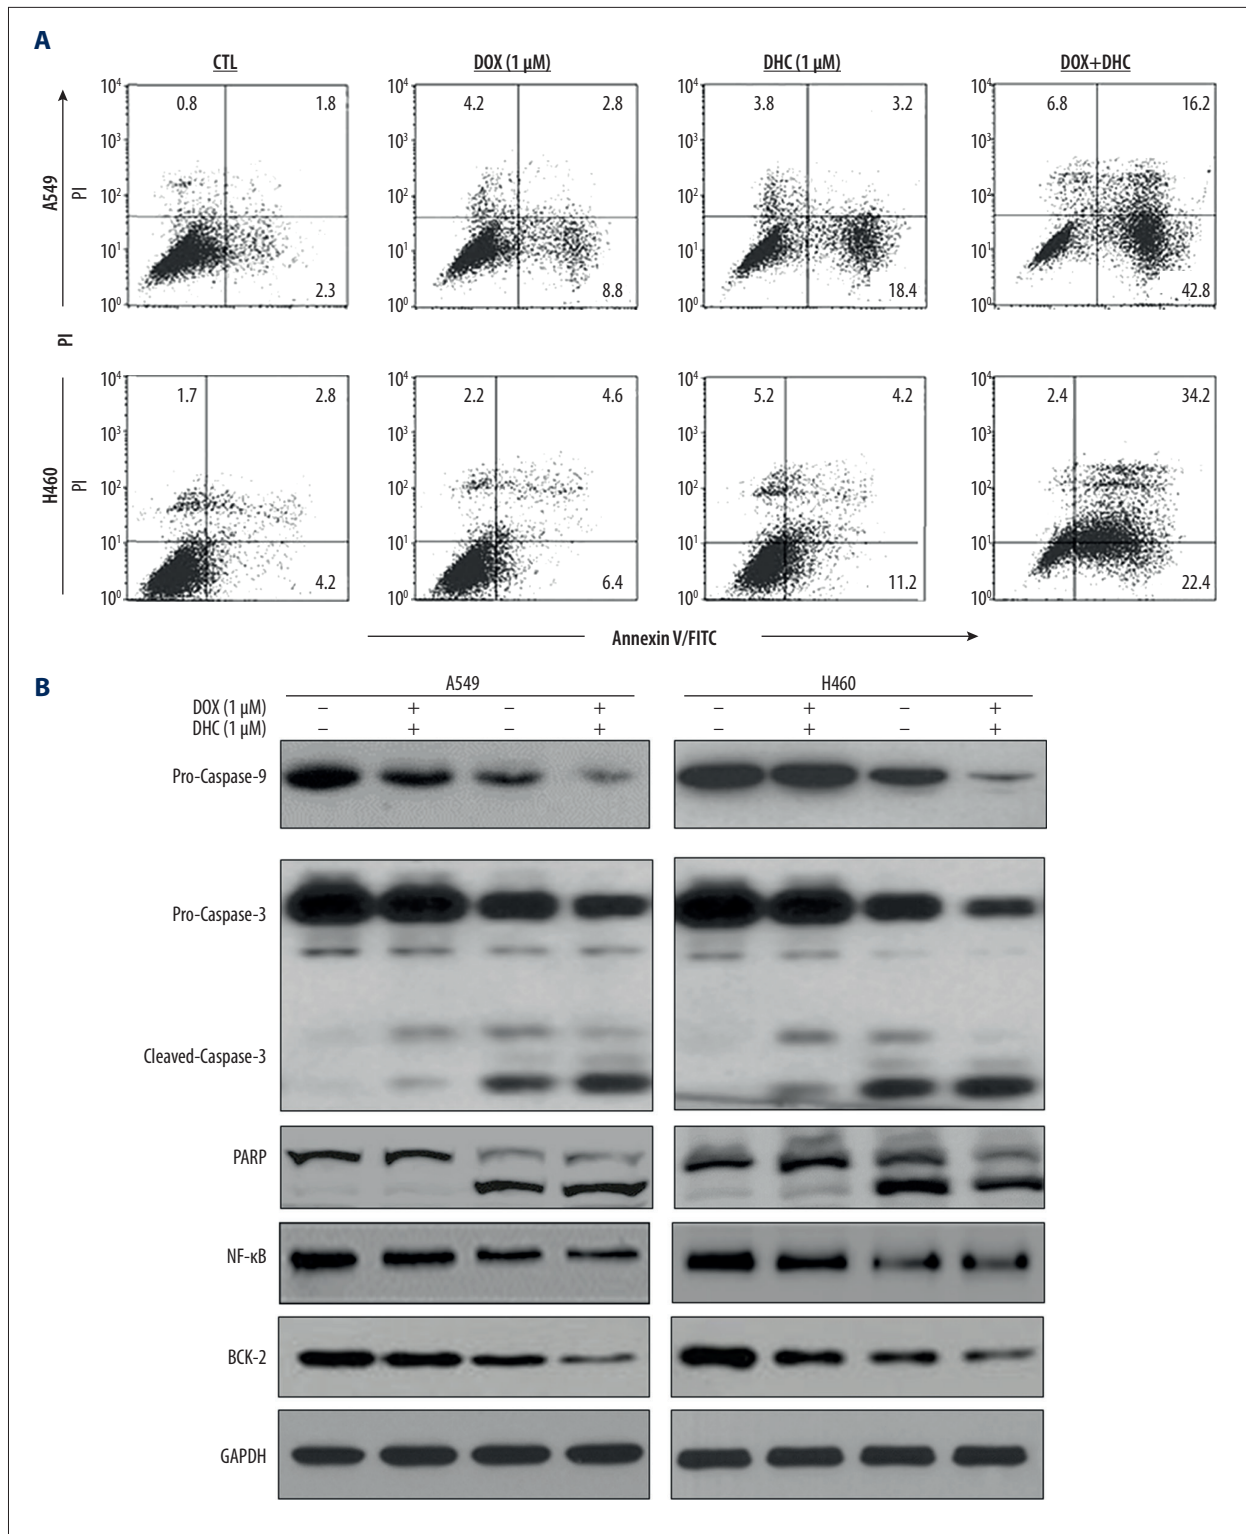 A
CTL DOX (1 µM) DHC (1 µM) DOX+DHC
A549
PI
10⁴ 10³ 10² 10¹ 10⁰
0.8 1.8
2.3
10⁴ 10³ 10² 10¹ 10⁰
4.2 2.8
8.8
10⁴ 10³ 10² 10¹ 10⁰
3.8 3.2
18.4
10⁴ 10³ 10² 10¹ 10⁰
6.8 16.2
42.8
PI
H460
PI
10⁴ 10³ 10² 10¹ 10⁰
1.7 2.8
4.2
10⁴ 10³ 10² 10¹ 10⁰
2.2 4.6
6.4
10⁴ 10³ 10² 10¹ 10⁰
5.2 4.2
11.2
10⁴ 10³ 10² 10¹ 10⁰
2.4 34.2
22.4
Annexin V/FITC
B
A549 H460
DOX (1 µM) – + – + – + – +
DHC (1 µM) – + – + – + – +
Pro-Caspase-9
Pro-Caspase-3
Cleaved-Caspase-3
PARP
NF-κB
BCK-2
GAPDH